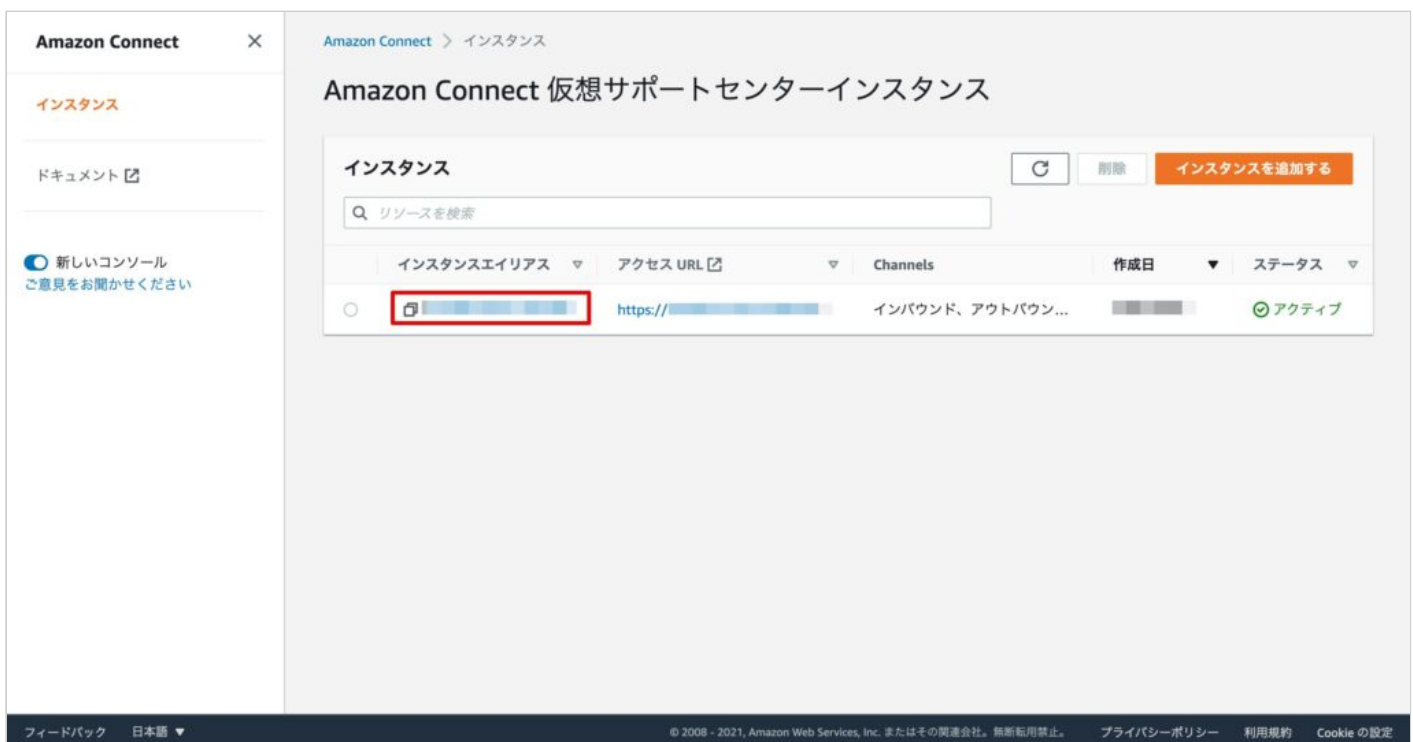 Amazon Connect
インスタンス
ドキュメント
新しいコンソール
ご意見をお聞かせください
Amazon Connect > インスタンス
Amazon Connect 仮想サポートセンターインスタンス
インスタンス
削除
インスタンスを追加する
リソースを検索
インスタンスエイリアス アクセス URL Channels 作成日 ステータス
https:// インバウンド、アウトバウン... アクティブ
フィードバック 日本語 © 2008 - 2021, Amazon Web Services, Inc. またはその関連会社。無断転用禁止。 プライバシーポリシー 利用規約 Cookie の設定